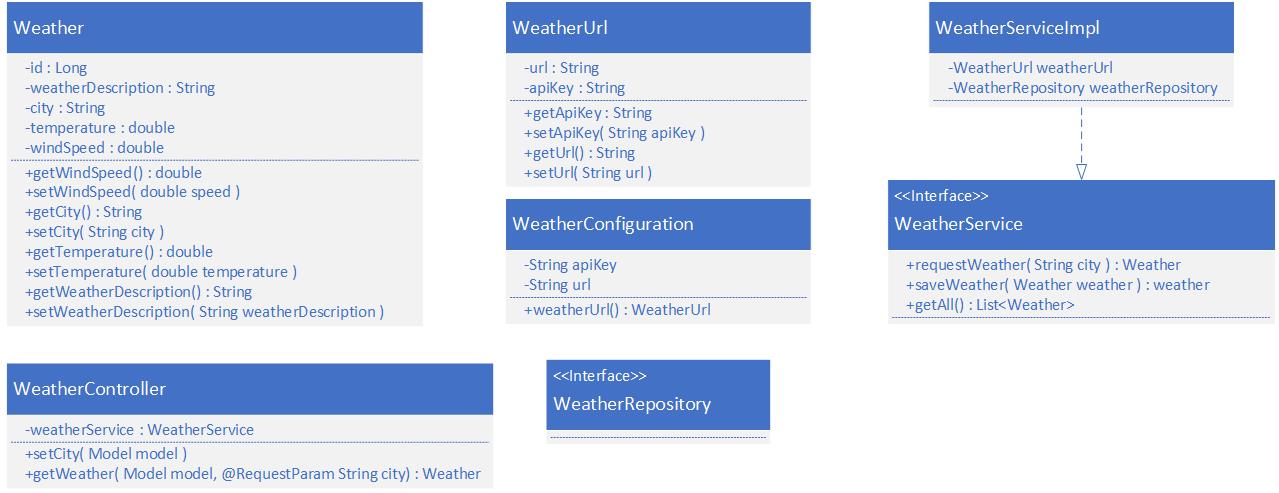 Weather
-id : Long
-weatherDescription : String
-city : String
-temperature : double
-windSpeed : double
+getWindSpeed() : double
+setWindSpeed( double speed )
+getCity() : String
+setCity( String city )
+getTemperature() : double
+setTemperature( double temperature )
+getWeatherDescription() : String
+setWeatherDescription( String weatherDescription )
WeatherUrl
-url : String
-apiKey : String
+getApiKey : String
+setApiKey( String apiKey )
+getUrl() : String
+setUrl( String url )
WeatherConfiguration
-String apiKey
-String url
+weatherUrl() : WeatherUrl
WeatherServiceImpl
-WeatherUrl weatherUrl
-WeatherRepository weatherRepository
<<Interface>>
WeatherService
+requestWeather( String city ) : Weather
+saveWeather( Weather weather ) : weather
+getAll() : List<Weather>
WeatherController
-weatherService : WeatherService
+setCity( Model model )
+getWeather( Model model, @RequestParam String city) : Weather
<<Interface>>
WeatherRepository